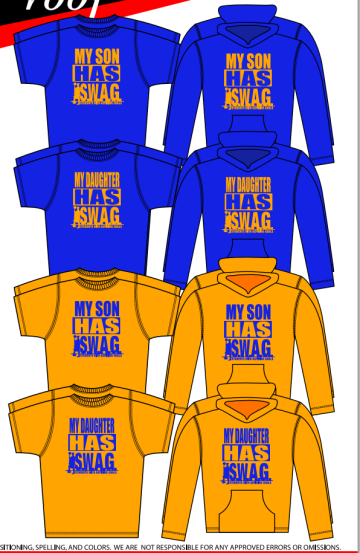 roof
MY SON
HAS
SWAG
MY SON
HAS
SWAG
MY DAUGHTER
HAS
SWAG
MY DAUGHTER
HAS
SWAG
MY SON
HAS
SWAG
MY SON
HAS
SWAG
MY DAUGHTER
HAS
SWAG
MY DAUGHTER
HAS
SWAG
SITIONING, SPELLING, AND COLORS. WE ARE NOT RESPONSIBLE FOR ANY APPROVED ERRORS OR OMISSIONS.